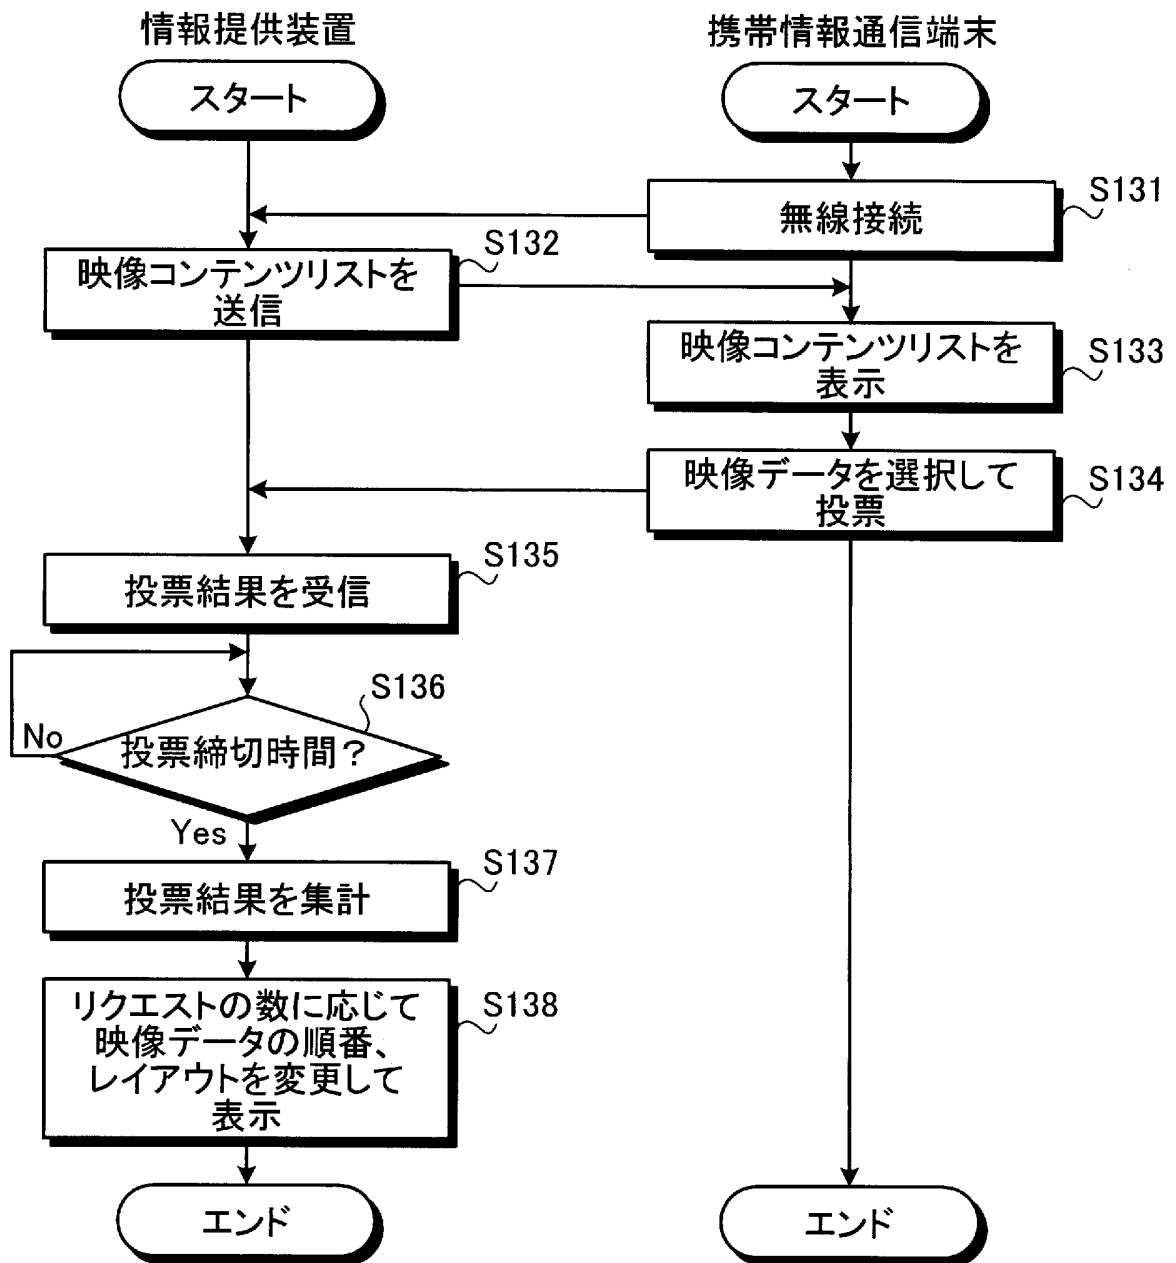 情報提供装置
携帯情報通信端末
スタート
スタート
無線接続
S131
映像コンテンツリストを
送信
S132
映像コンテンツリストを
表示
S133
映像データを選択して
投票
S134
投票結果を受信
S135
投票締切時間？
S136
No
Yes
投票結果を集計
S137
リクエストの数に応じて
映像データの順番、
レイアウトを変更して
表示
S138
エンド
エンド